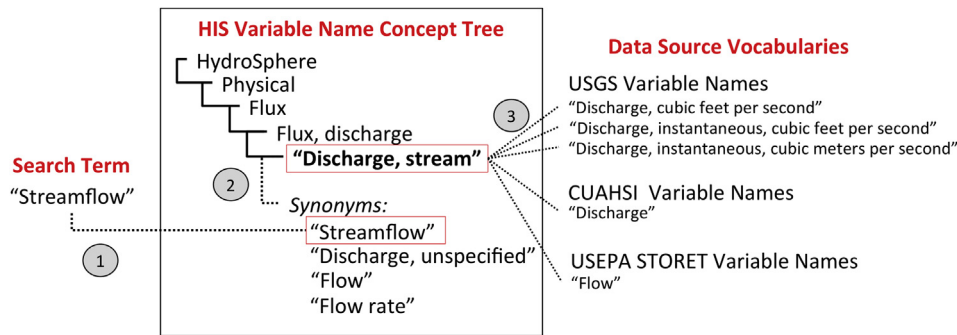 HIS Variable Name Concept Tree
HydroSphere
Physical
Flux
Flux, discharge
“Discharge, stream”
Search Term
“Streamflow”
1
2
Synonyms:
“Streamflow”
“Discharge, unspecified”
“Flow”
“Flow rate”
3
Data Source Vocabularies
USGS Variable Names
“Discharge, cubic feet per second”
“Discharge, instantaneous, cubic feet per second”
“Discharge, instantaneous, cubic meters per second”
CUAHSI Variable Names
“Discharge”
USEPA STORET Variable Names
“Flow”